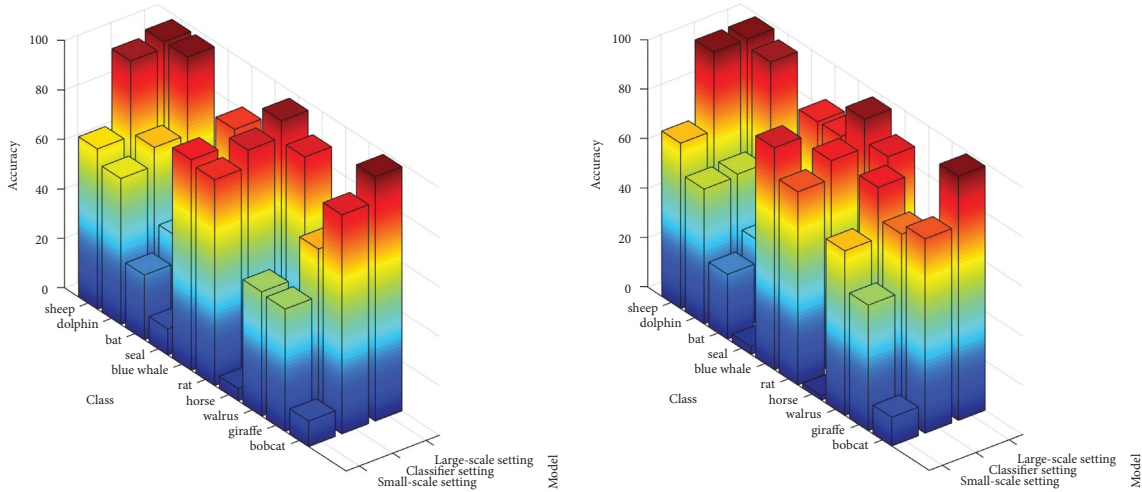 100
80
60
40
20
0
Accuracy
sheep
dolphin
bat
seal
blue whale
rat
horse
walrus
giraffe
bobcat
Class
Large-scale setting
Classifier setting
Small-scale setting
Model
100
80
60
40
20
0
Accuracy
sheep
dolphin
bat
seal
blue whale
rat
horse
walrus
giraffe
bobcat
Class
Large-scale setting
Classifier setting
Small-scale setting
Model